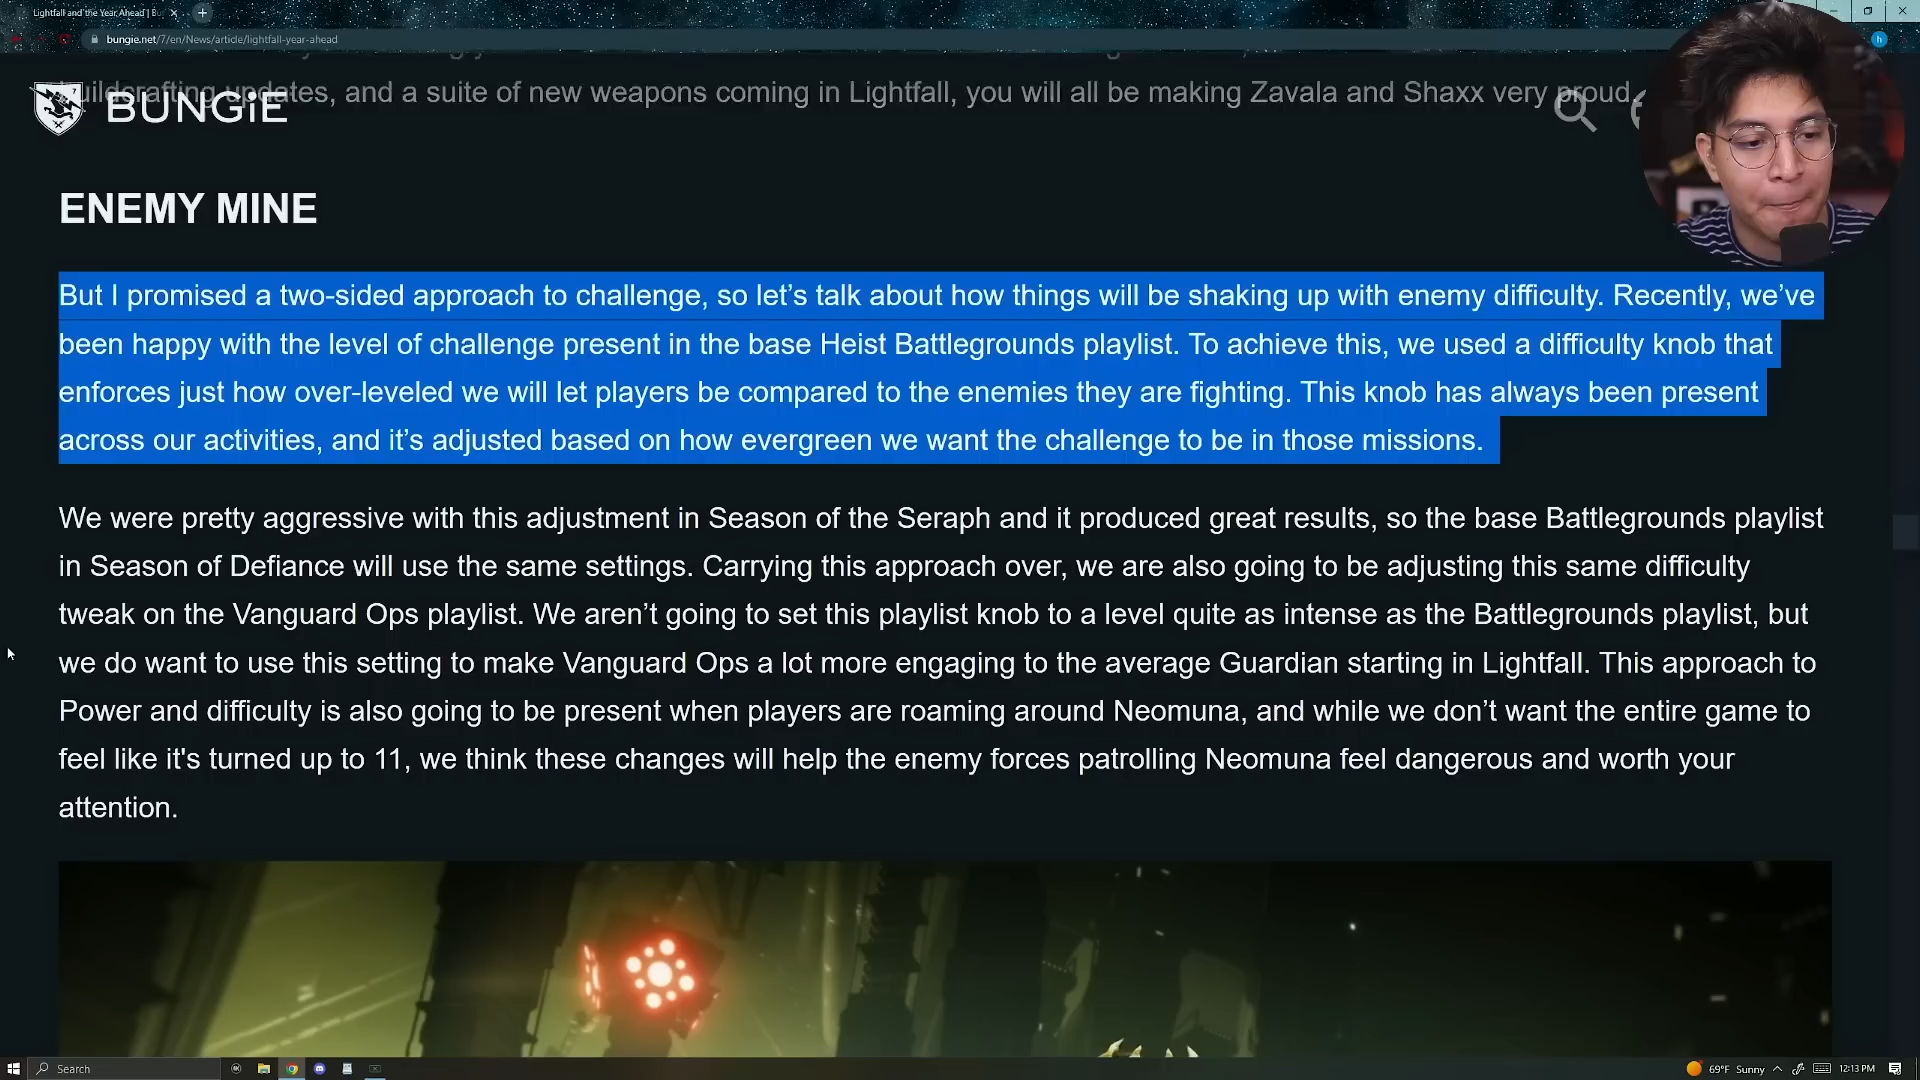 Lightfall and the Year Ahead | Bu
bungie.net/7/en/News/article/lightfall-year-ahead
h
buildcrafting updates, and a suite of new weapons coming in Lightfall, you will all be making Zavala and Shaxx very proud.
7
BUNGiE
ENEMY MINE
But I promised a two-sided approach to challenge, so let’s talk about how things will be shaking up with enemy difficulty. Recently, we’ve
been happy with the level of challenge present in the base Heist Battlegrounds playlist. To achieve this, we used a difficulty knob that
enforces just how over-leveled we will let players be compared to the enemies they are fighting. This knob has always been present
across our activities, and it’s adjusted based on how evergreen we want the challenge to be in those missions.
We were pretty aggressive with this adjustment in Season of the Seraph and it produced great results, so the base Battlegrounds playlist
in Season of Defiance will use the same settings. Carrying this approach over, we are also going to be adjusting this same difficulty
tweak on the Vanguard Ops playlist. We aren’t going to set this playlist knob to a level quite as intense as the Battlegrounds playlist, but
we do want to use this setting to make Vanguard Ops a lot more engaging to the average Guardian starting in Lightfall. This approach to
Power and difficulty is also going to be present when players are roaming around Neomuna, and while we don’t want the entire game to
feel like it's turned up to 11, we think these changes will help the enemy forces patrolling Neomuna feel dangerous and worth your
attention.
Search
69°F Sunny
12:13 PM